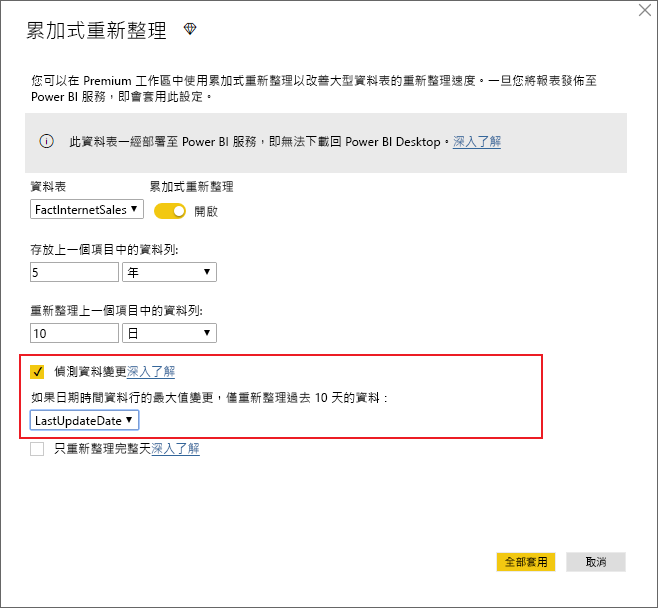 累加式重新整理
您可以在 Premium 工作區中使用累加式重新整理以改善大型資料表的重新整理速度。一旦您將報表發佈至
Power BI 服務，即會套用此設定。
此資料表一經部署至 Power BI 服務，即無法下載回 Power BI Desktop。深入了解
資料表 累加式重新整理
FactInternetSales 開啟
存放上一個項目中的資料列:
5 年
重新整理上一個項目中的資料列:
10 日
偵測資料變更深入了解
如果日期時間資料行的最大值變更，僅重新整理過去 10 天的資料：
LastUpdateDate
只重新整理完整天深入了解
全部套用 取消